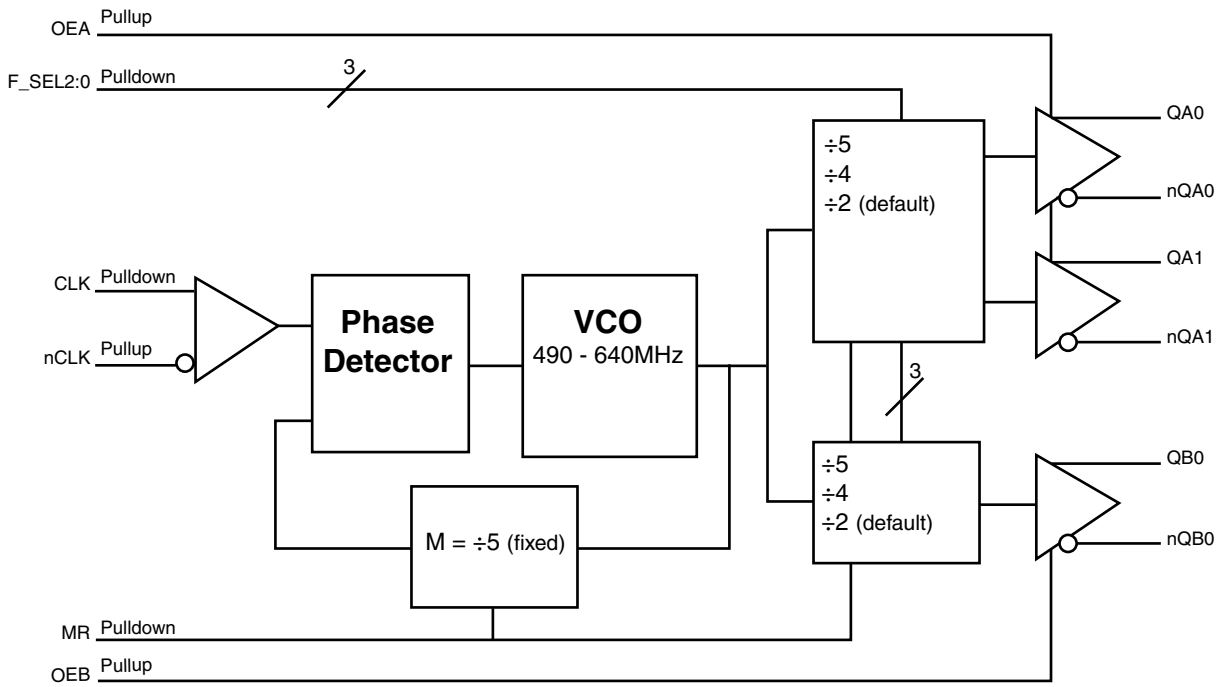 OEA Pullup
F_SEL2:0 Pulldown
3
QA0
÷5
÷4
÷2 (default)
nQA0
QA1
nQA1
CLK Pulldown
nCLK Pullup
Phase
Detector
VCO
490 - 640MHz
3
÷5
÷4
÷2 (default)
QB0
nQB0
M = ÷5 (fixed)
MR Pulldown
OEB Pullup